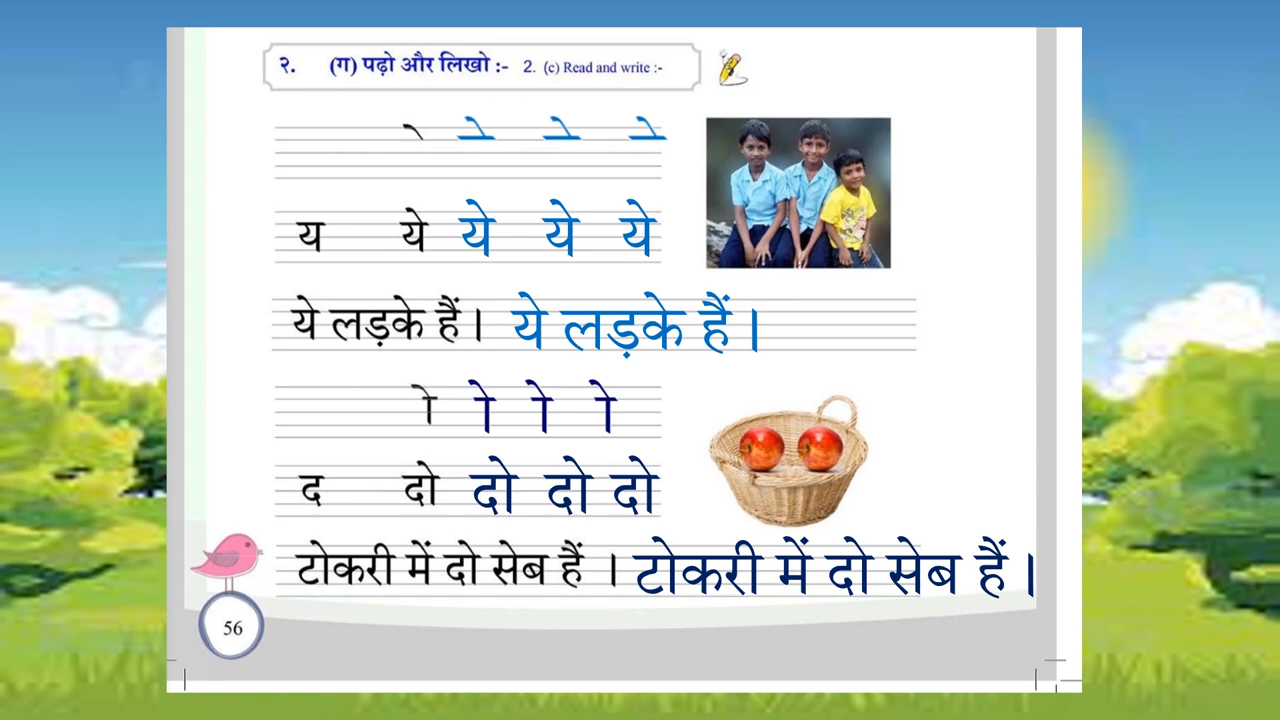 २. (ग) पढ़ो और लिखो :- 2. (c) Read and write :-
े े े े
य ये ये ये ये
ये लड़के हैं। ये लड़के हैं।
ो ो ो ो
द दो दो दो दो
टोकरी में दो सेब हैं । टोकरी में दो सेब हैं।
56